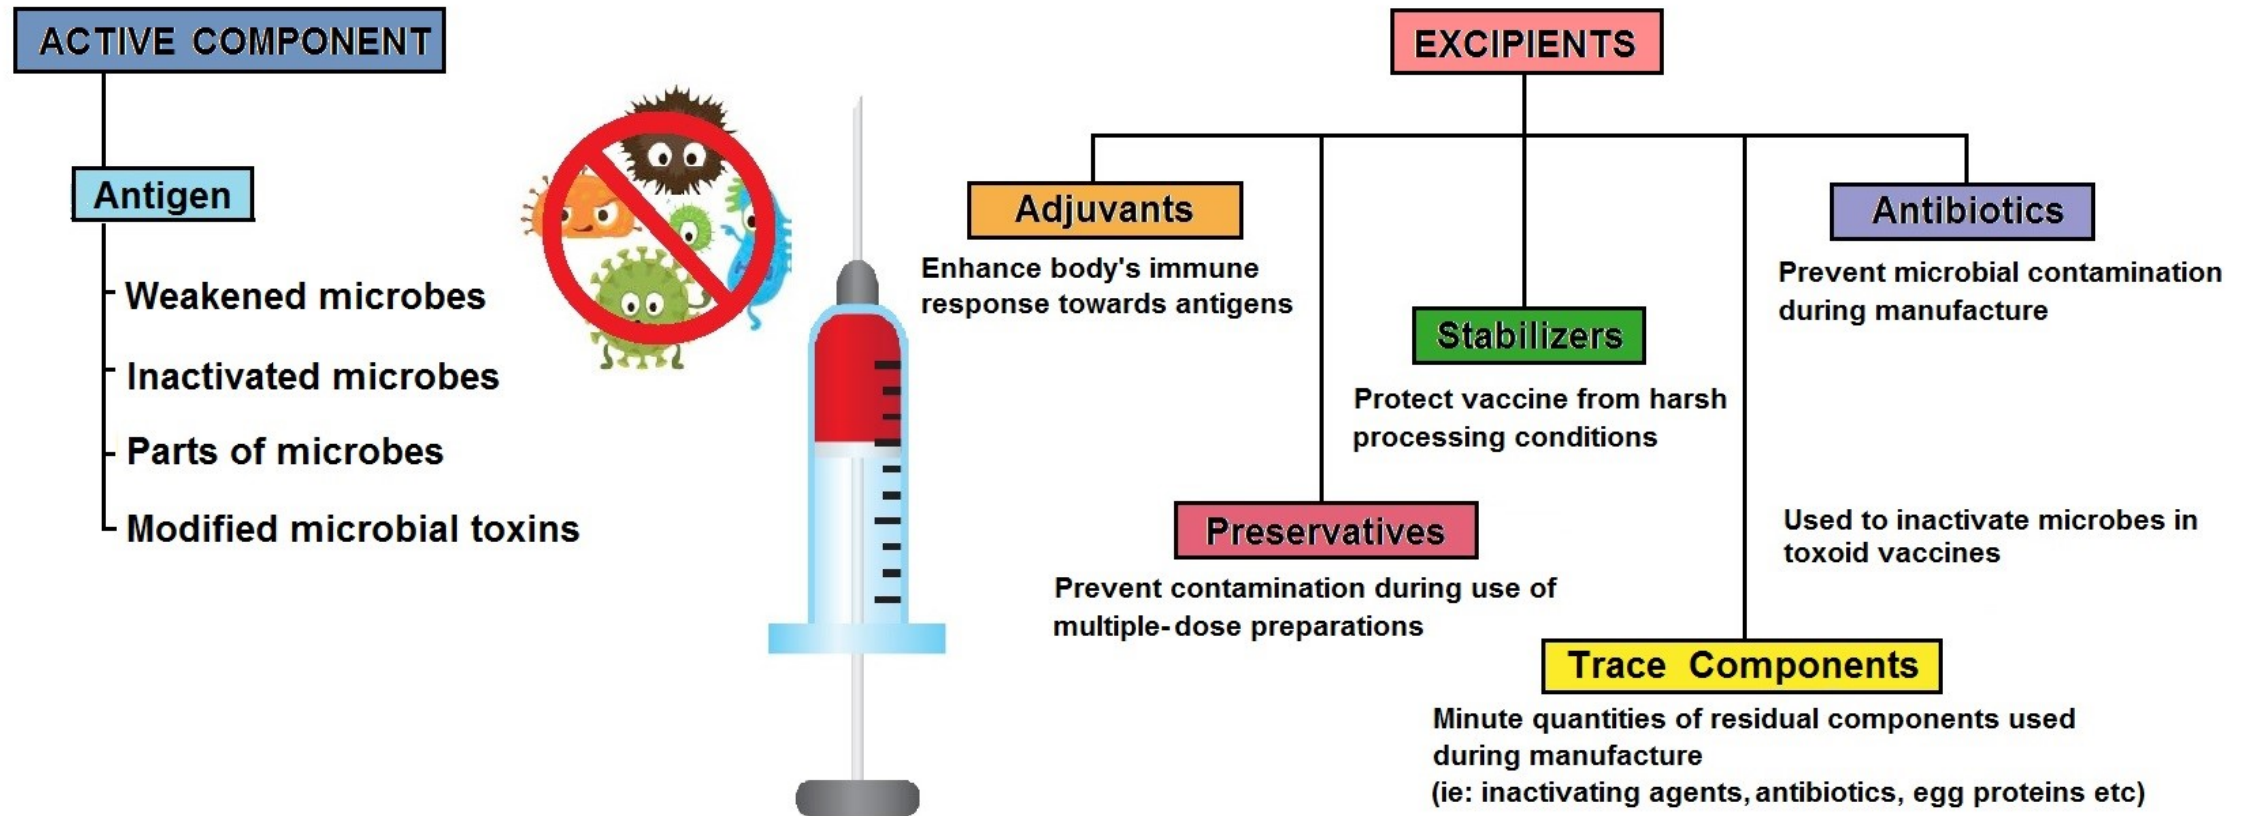 ACTIVE COMPONENT
Antigen
Weakened microbes
Inactivated microbes
Parts of microbes
Modified microbial toxins
EXCIPIENTS
Adjuvants
Enhance body's immune
response towards antigens
Preservatives
Prevent contamination during use of
multiple-dose preparations
Stabilizers
Protect vaccine from harsh
processing conditions
Antibiotics
Prevent microbial contamination
during manufacture
Used to inactivate microbes in
toxoid vaccines
Trace Components
Minute quantities of residual components used
during manufacture
(ie: inactivating agents, antibiotics, egg proteins etc)